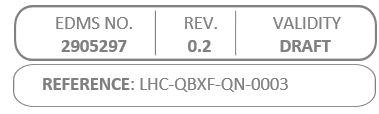 EDMS NO. REV. VALIDITY
2905297 0.2 DRAFT
REFERENCE: LHC-QBXF-QN-0003